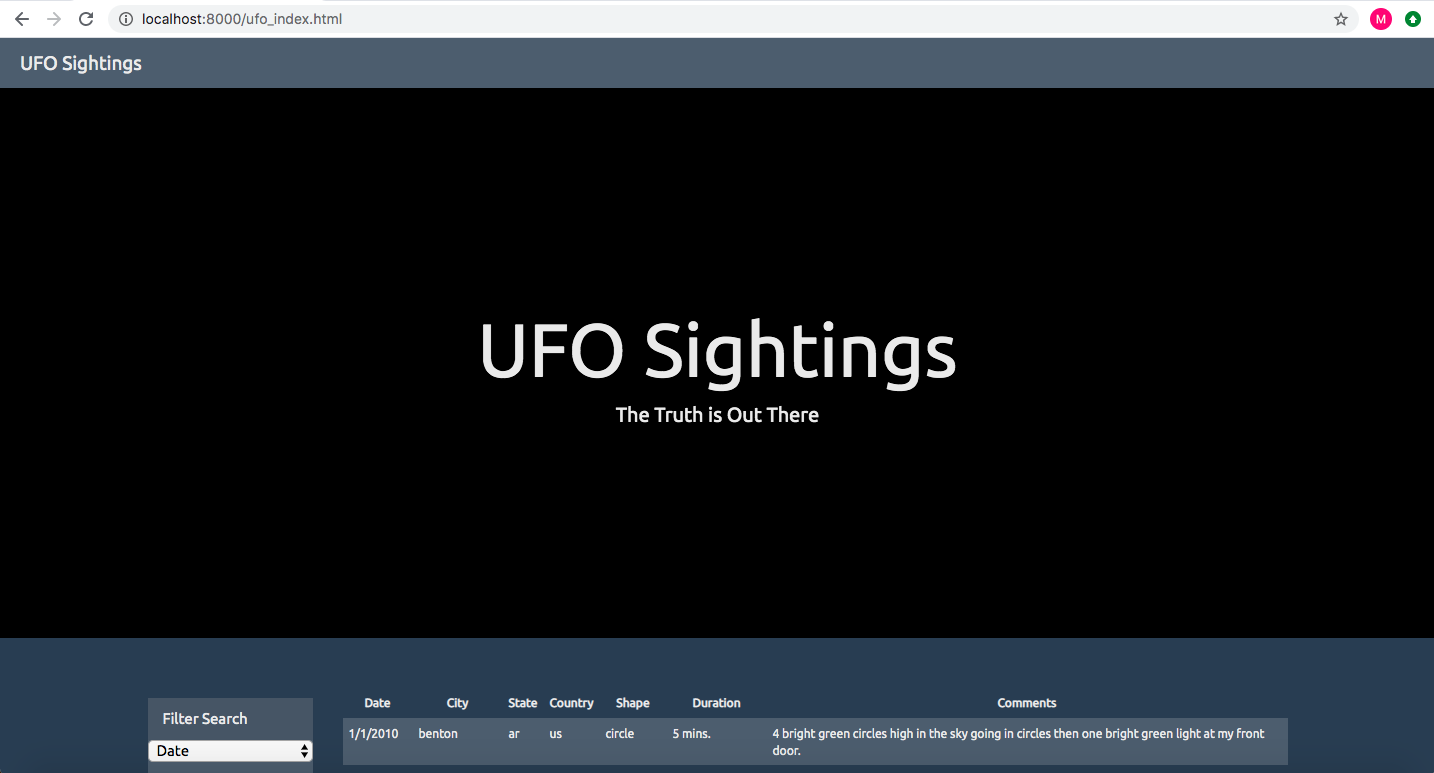 localhost:8000/ufo_index.html
M
UFO Sightings
UFO Sightings
The Truth is Out There
Filter Search
Date
Date City State Country Shape Duration Comments
1/1/2010 benton ar us circle 5 mins. 4 bright green circles high in the sky going in circles then one bright green light at my front
door.